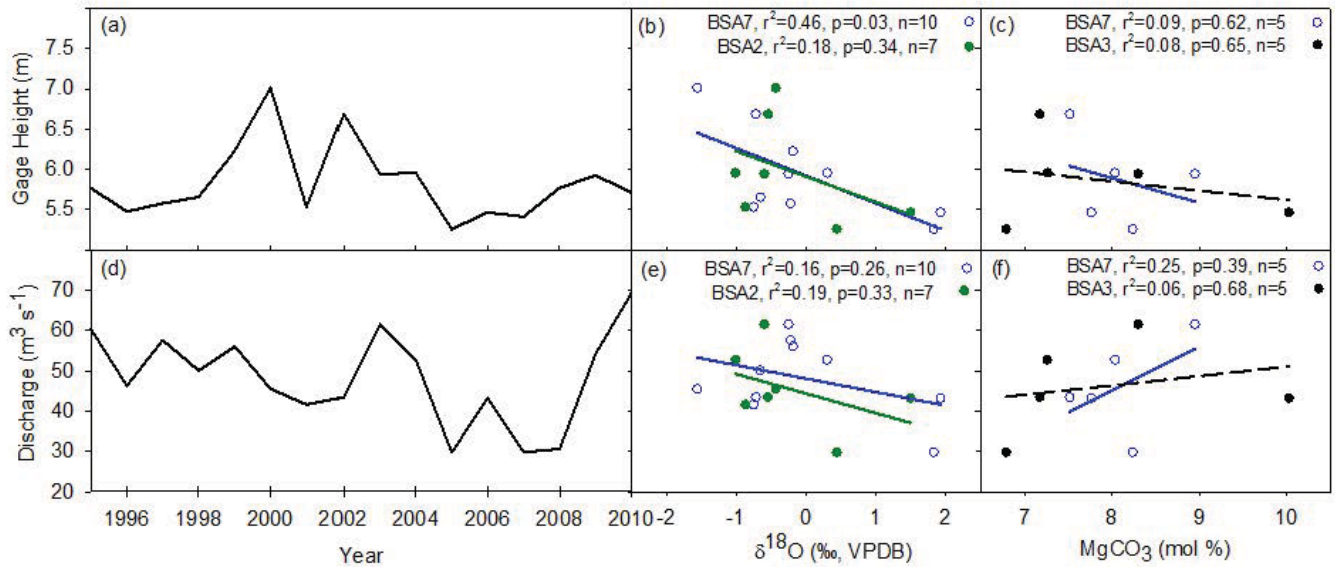 (a)
Gage Height (m)
7.5
7.0
6.5
6.0
5.5
(b)
BSA7, r²=0.46, p=0.03, n=10
BSA2, r²=0.18, p=0.34, n=7
(c)
BSA7, r²=0.09, p=0.62, n=5
BSA3, r²=0.08, p=0.65, n=5
(d)
Discharge (m³ s⁻¹)
70
60
50
40
30
20
1996 1998 2000 2002 2004 2006 2008 2010
Year
(e)
BSA7, r²=0.16, p=0.26, n=10
BSA2, r²=0.19, p=0.33, n=7
-2 -1 0 1 2
δ¹⁸O (‰, VPDB)
(f)
BSA7, r²=0.25, p=0.39, n=5
BSA3, r²=0.06, p=0.68, n=5
7 8 9 10
MgCO₃ (mol %)